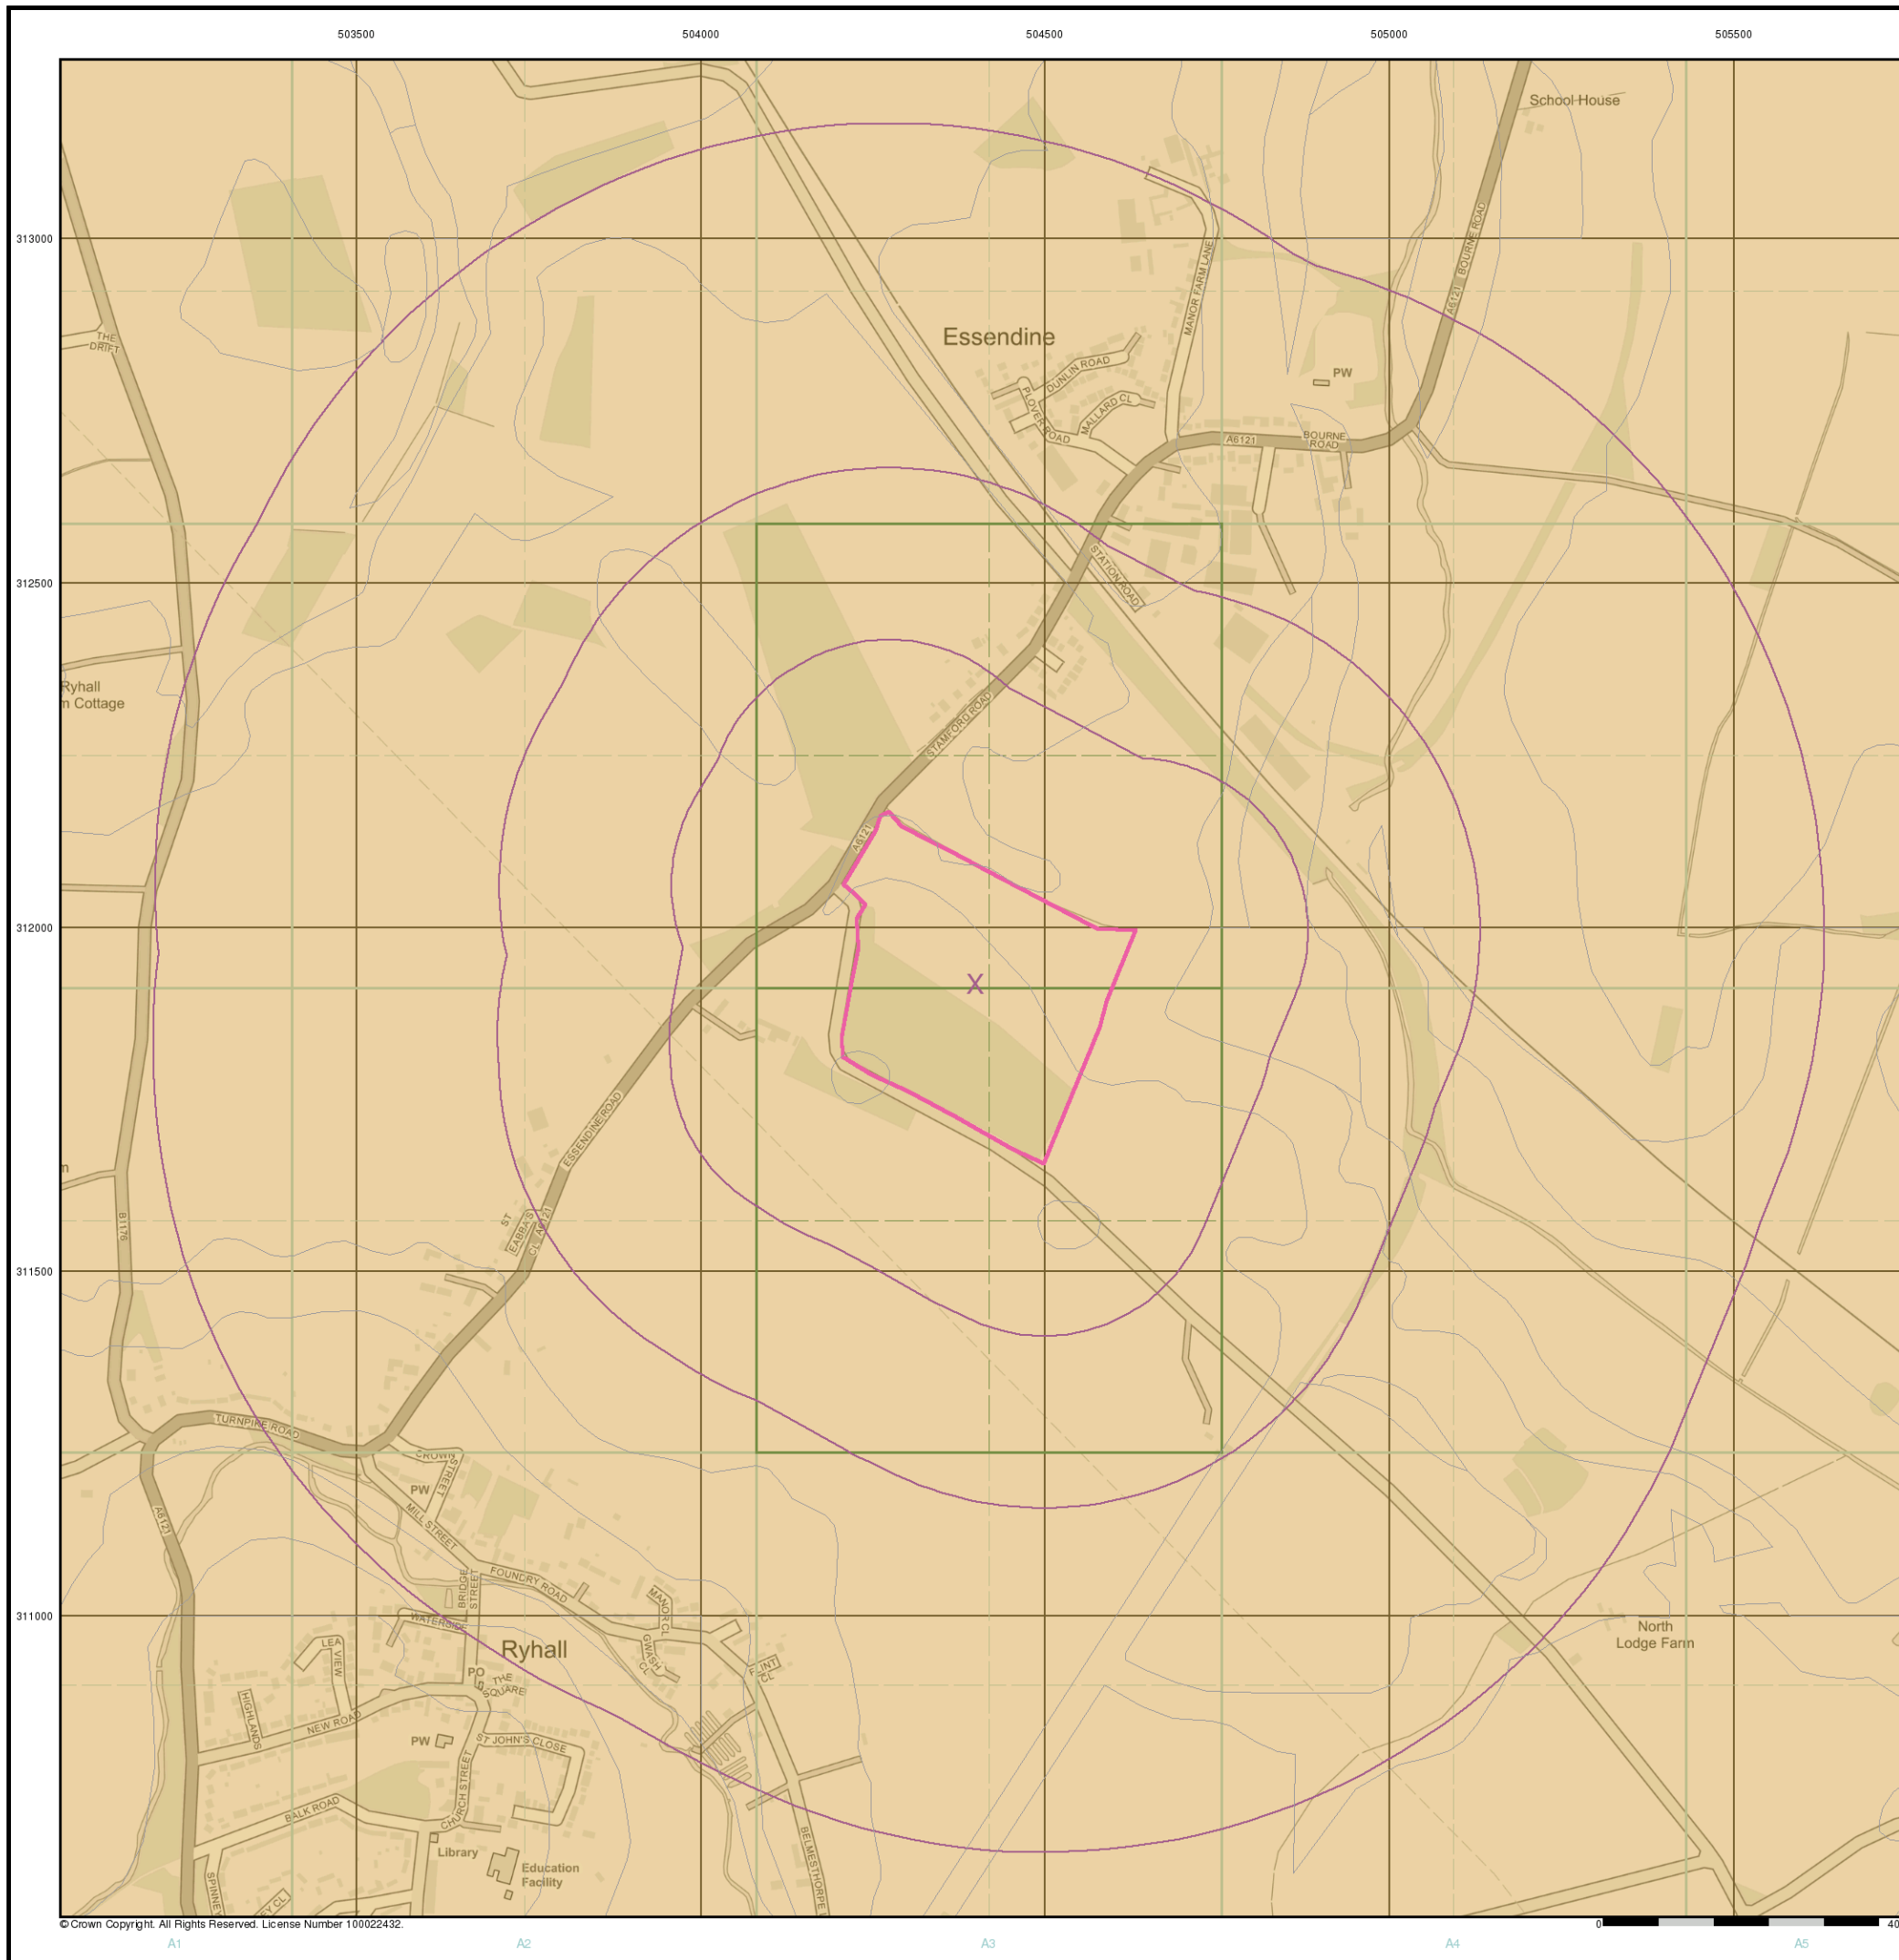 503500 504000 504500 505000 505500
School House
313000
BOURNE ROAD
A6121
MANOR FARM LANE
THE
DRIFT
Essendine
DUNLIN ROAD
PW
PLOVER ROAD
MALLARD CL
A6121
BOURNE
ROAD
312500
STATION ROAD
Ryhall
m Cottage
STAMFORD ROAD
A6121
312000
X
ESSENDINE ROAD
B1176
ST
EABBA'S
CL
A6121
311500
TURNPIKE ROAD
CROWN
STREET
PW
A6121
MILL STREET
FOUNDRY ROAD
BRIDGE
STREET
MANOR CL
311000
WATERSIDE
North
Lodge Farm
LEA
VIEW
Ryhall
GWASH
CL
FLINT
CL
PO
THE
SQUARE
HIGHLANDS
NEW ROAD
PW
ST JOHN'S CLOSE
CHURCH STREET
BALK ROAD
BELMESTHORPE
Library
Education
Facility
SPINNEY
EY CL
© Crown Copyright. All Rights Reserved. License Number 100022432.
0 40
A1 A2 A3 A4 A5